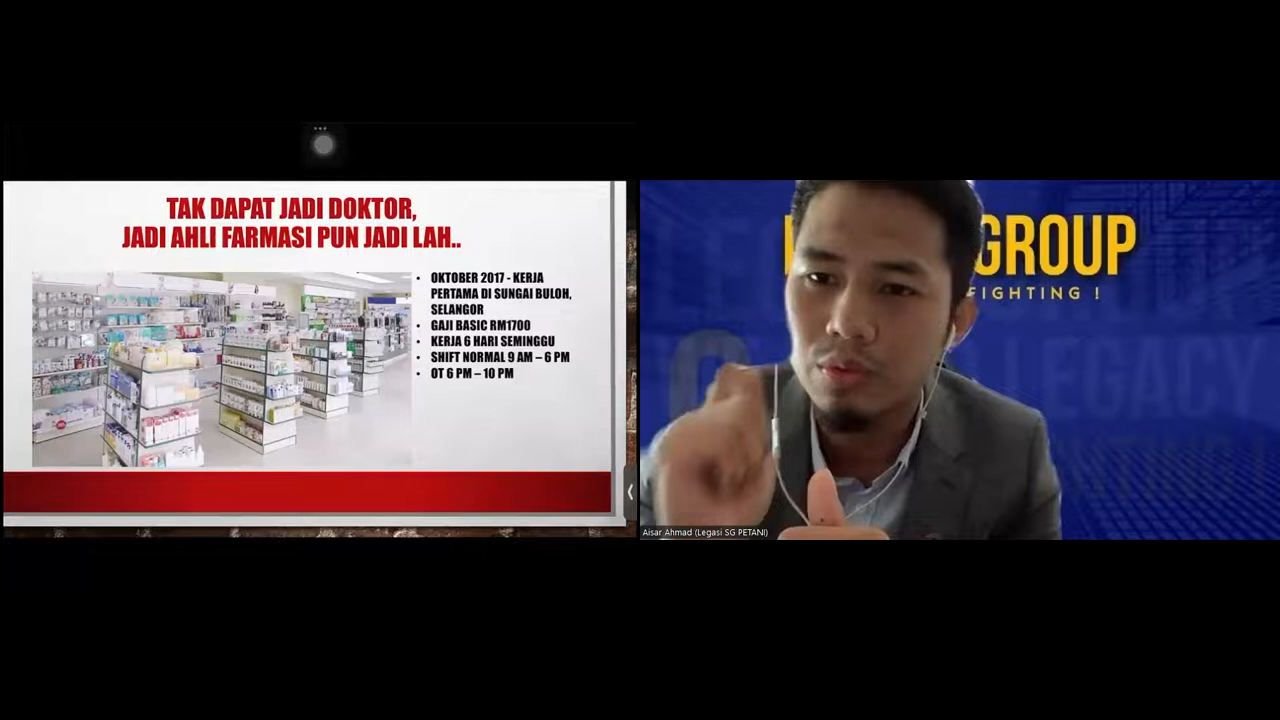 TAK DAPAT JADI DOKTOR,
JADI AHLI FARMASI PUN JADI LAH..
• OKTOBER 2017 - KERJA
PERTAMA DI SUNGAI BULOH,
SELANGOR
• GAJI BASIC RM1700
• KERJA 6 HARI SEMINGGU
• SHIFT NORMAL 9 AM – 6 PM
• OT 6 PM – 10 PM
GROUP
FIGHTING !
LEGACY
Aisar Ahmad (Legasi SG PETANI)